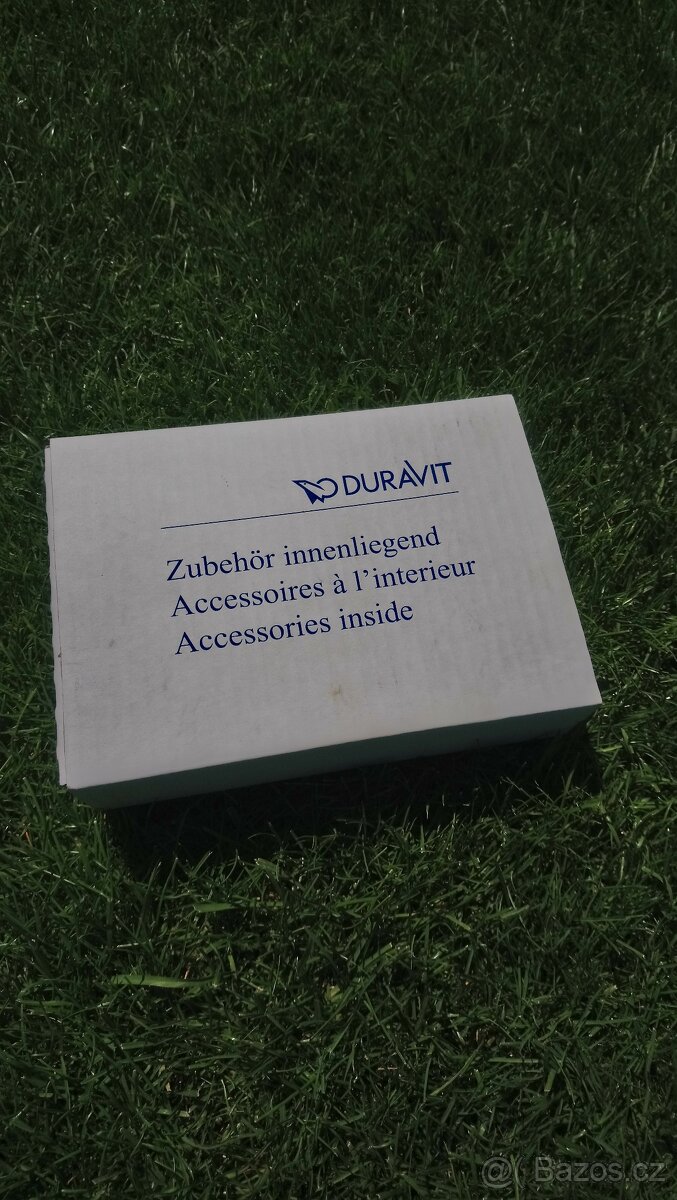 DURAVIT
Zubehör innenliegend
Accessoires à l'interieur
Accessories inside
@ Bazos.cz